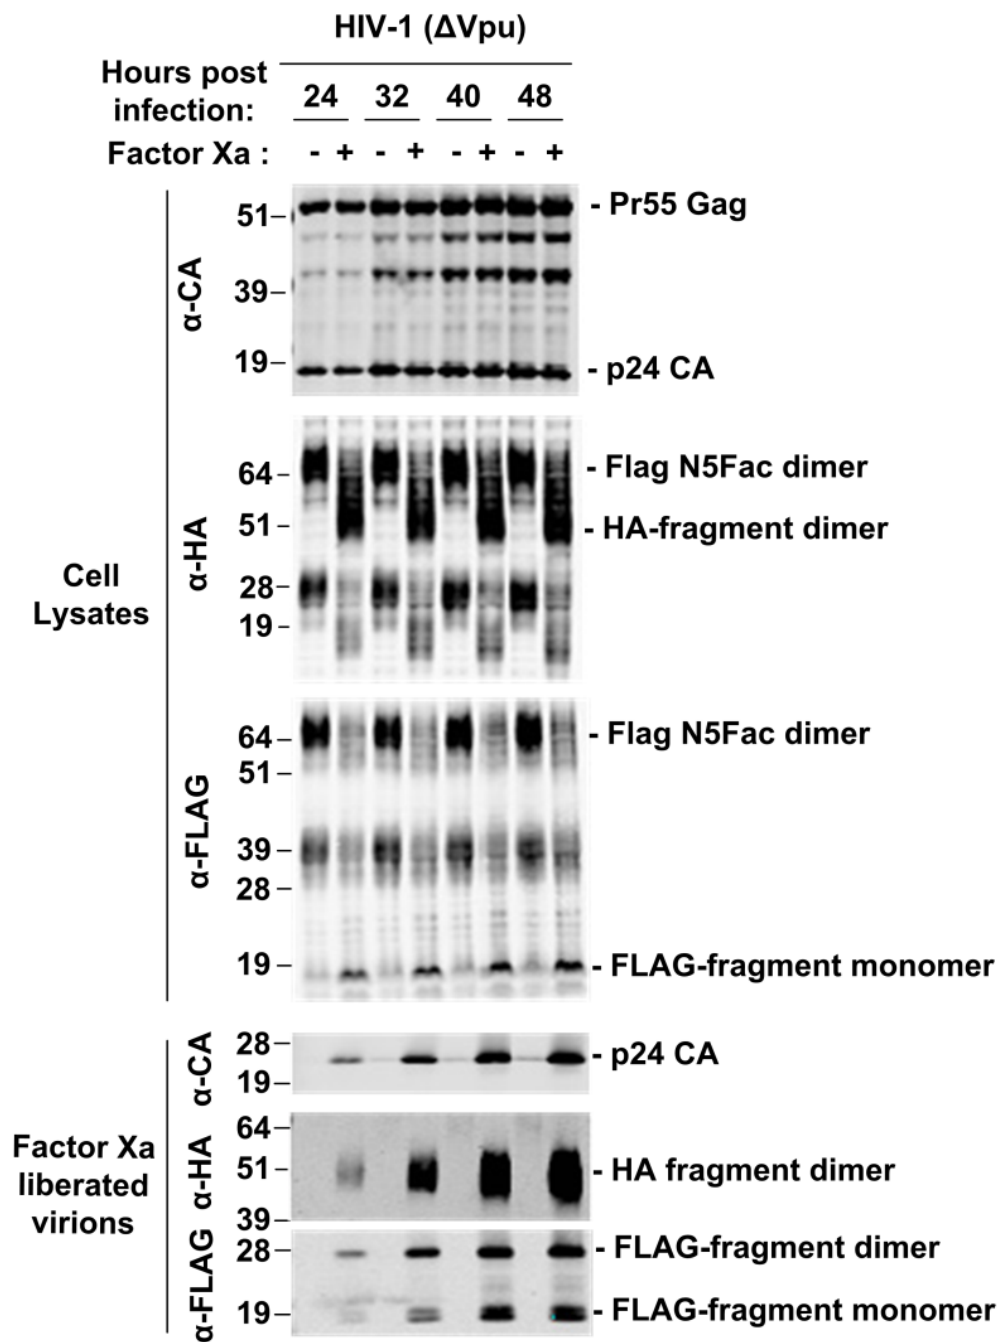 HIV-1 (ΔVpu)
Hours post infection: 24 32 40 48
Factor Xa : - + - + - + - +
Cell Lysates
α-CA
51 - Pr55 Gag
39
19 - p24 CA
α-HA
64 - Flag N5Fac dimer
51 - HA-fragment dimer
28
19
α-FLAG
64 - Flag N5Fac dimer
51
39
28
19 - FLAG-fragment monomer
Factor Xa liberated virions
α-CA
28 - p24 CA
19
α-HA
64
51 - HA fragment dimer
39
α-FLAG
28 - FLAG-fragment dimer
19 - FLAG-fragment monomer